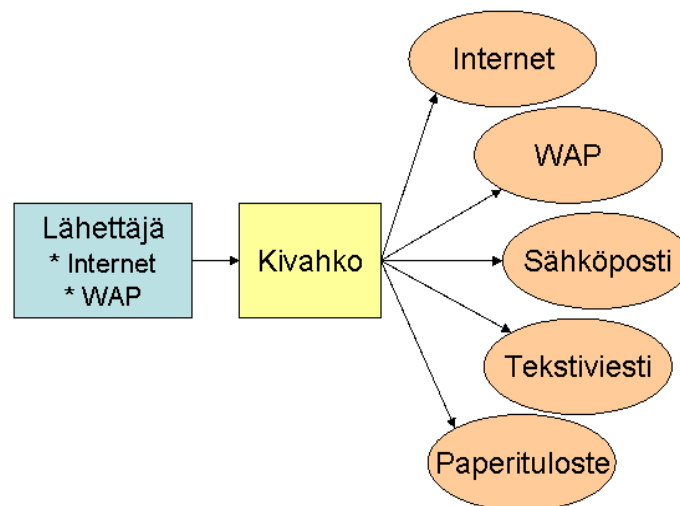 Lähettäjä
* Internet
* WAP
Kivahko
Internet
WAP
Sähköposti
Tekstiviesti
Paperituloste